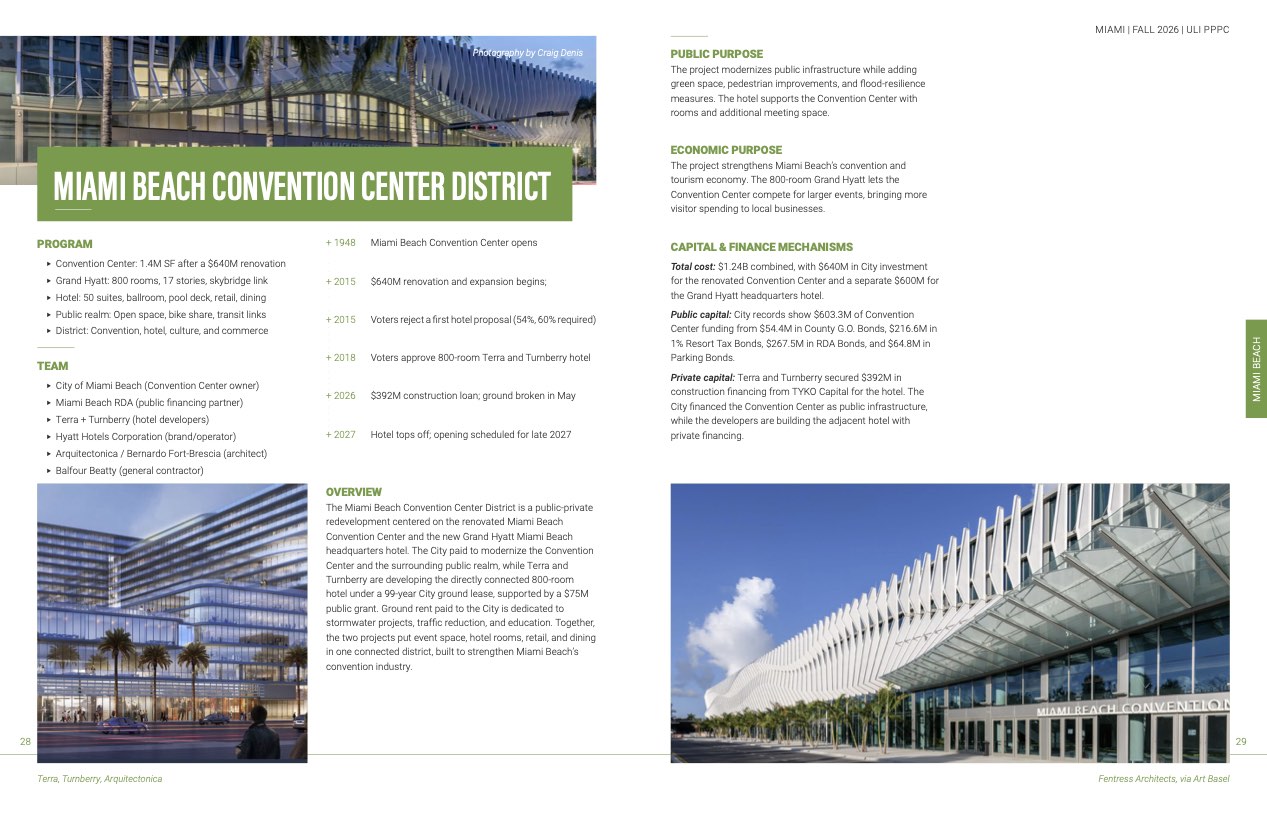 MIAMI | FALL 2026 | ULI PPPC
Photography by Craig Denis
MIAMI BEACH CONVENTION CENTER DISTRICT
PROGRAM
▸ Convention Center: 1.4M SF after a $640M renovation
▸ Grand Hyatt: 800 rooms, 17 stories, skybridge link
▸ Hotel: 50 suites, ballroom, pool deck, retail, dining
▸ Public realm: Open space, bike share, transit links
▸ District: Convention, hotel, culture, and commerce
TEAM
▸ City of Miami Beach (Convention Center owner)
▸ Miami Beach RDA (public financing partner)
▸ Terra + Turnberry (hotel developers)
▸ Hyatt Hotels Corporation (brand/operator)
▸ Arquitectonica / Bernardo Fort-Brescia (architect)
▸ Balfour Beatty (general contractor)
+ 1948 Miami Beach Convention Center opens
+ 2015 $640M renovation and expansion begins;
+ 2015 Voters reject a first hotel proposal (54%, 60% required)
+ 2018 Voters approve 800-room Terra and Turnberry hotel
+ 2026 $392M construction loan; ground broken in May
+ 2027 Hotel tops off; opening scheduled for late 2027
OVERVIEW
The Miami Beach Convention Center District is a public-private
redevelopment centered on the renovated Miami Beach
Convention Center and the new Grand Hyatt Miami Beach
headquarters hotel. The City paid to modernize the Convention
Center and the surrounding public realm, while Terra and
Turnberry are developing the directly connected 800-room
hotel under a 99-year City ground lease, supported by a $75M
public grant. Ground rent paid to the City is dedicated to
stormwater projects, traffic reduction, and education. Together,
the two projects put event space, hotel rooms, retail, and dining
in one connected district, built to strengthen Miami Beach's
convention industry.
28
Terra, Turnberry, Arquitectonica
PUBLIC PURPOSE
The project modernizes public infrastructure while adding
green space, pedestrian improvements, and flood-resilience
measures. The hotel supports the Convention Center with
rooms and additional meeting space.
ECONOMIC PURPOSE
The project strengthens Miami Beach's convention and
tourism economy. The 800-room Grand Hyatt lets the
Convention Center compete for larger events, bringing more
visitor spending to local businesses.
CAPITAL & FINANCE MECHANISMS
Total cost: $1.24B combined, with $640M in City investment
for the renovated Convention Center and a separate $600M for
the Grand Hyatt headquarters hotel.
Public capital: City records show $603.3M of Convention
Center funding from $54.4M in County G.O. Bonds, $216.6M in
1% Resort Tax Bonds, $267.5M in RDA Bonds, and $64.8M in
Parking Bonds.
Private capital: Terra and Turnberry secured $392M in
construction financing from TYKO Capital for the hotel. The
City financed the Convention Center as public infrastructure,
while the developers are building the adjacent hotel with
private financing.
MIAMI BEACH
MIAMI BEACH CONVENTION
29
Fentress Architects, via Art Basel